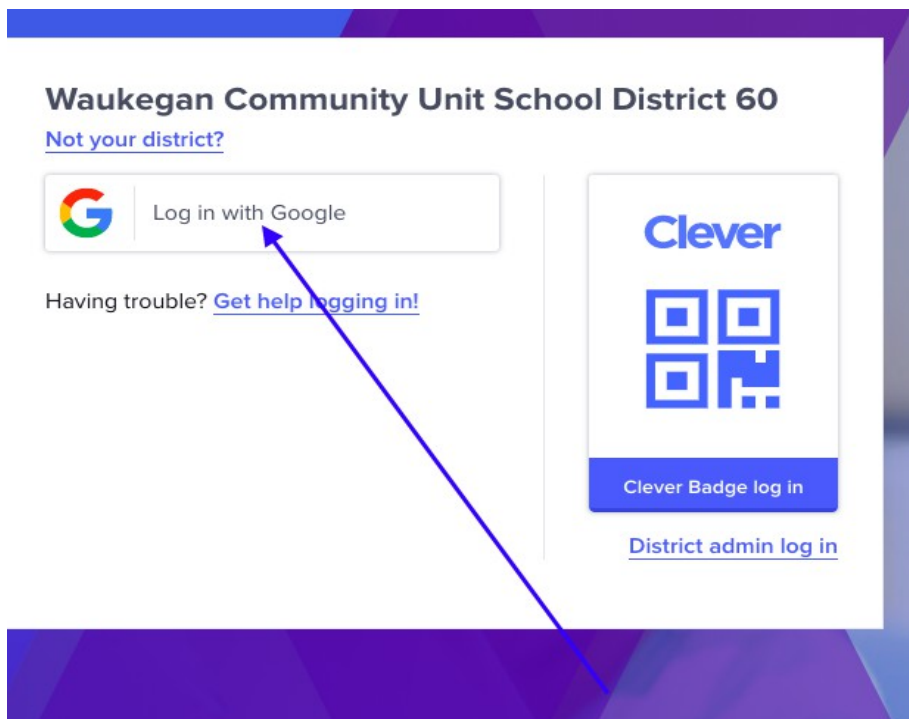 Waukegan Community Unit School District 60
Not your district?
Log in with Google
Having trouble? Get help logging in!
Clever
Clever Badge log in
District admin log in